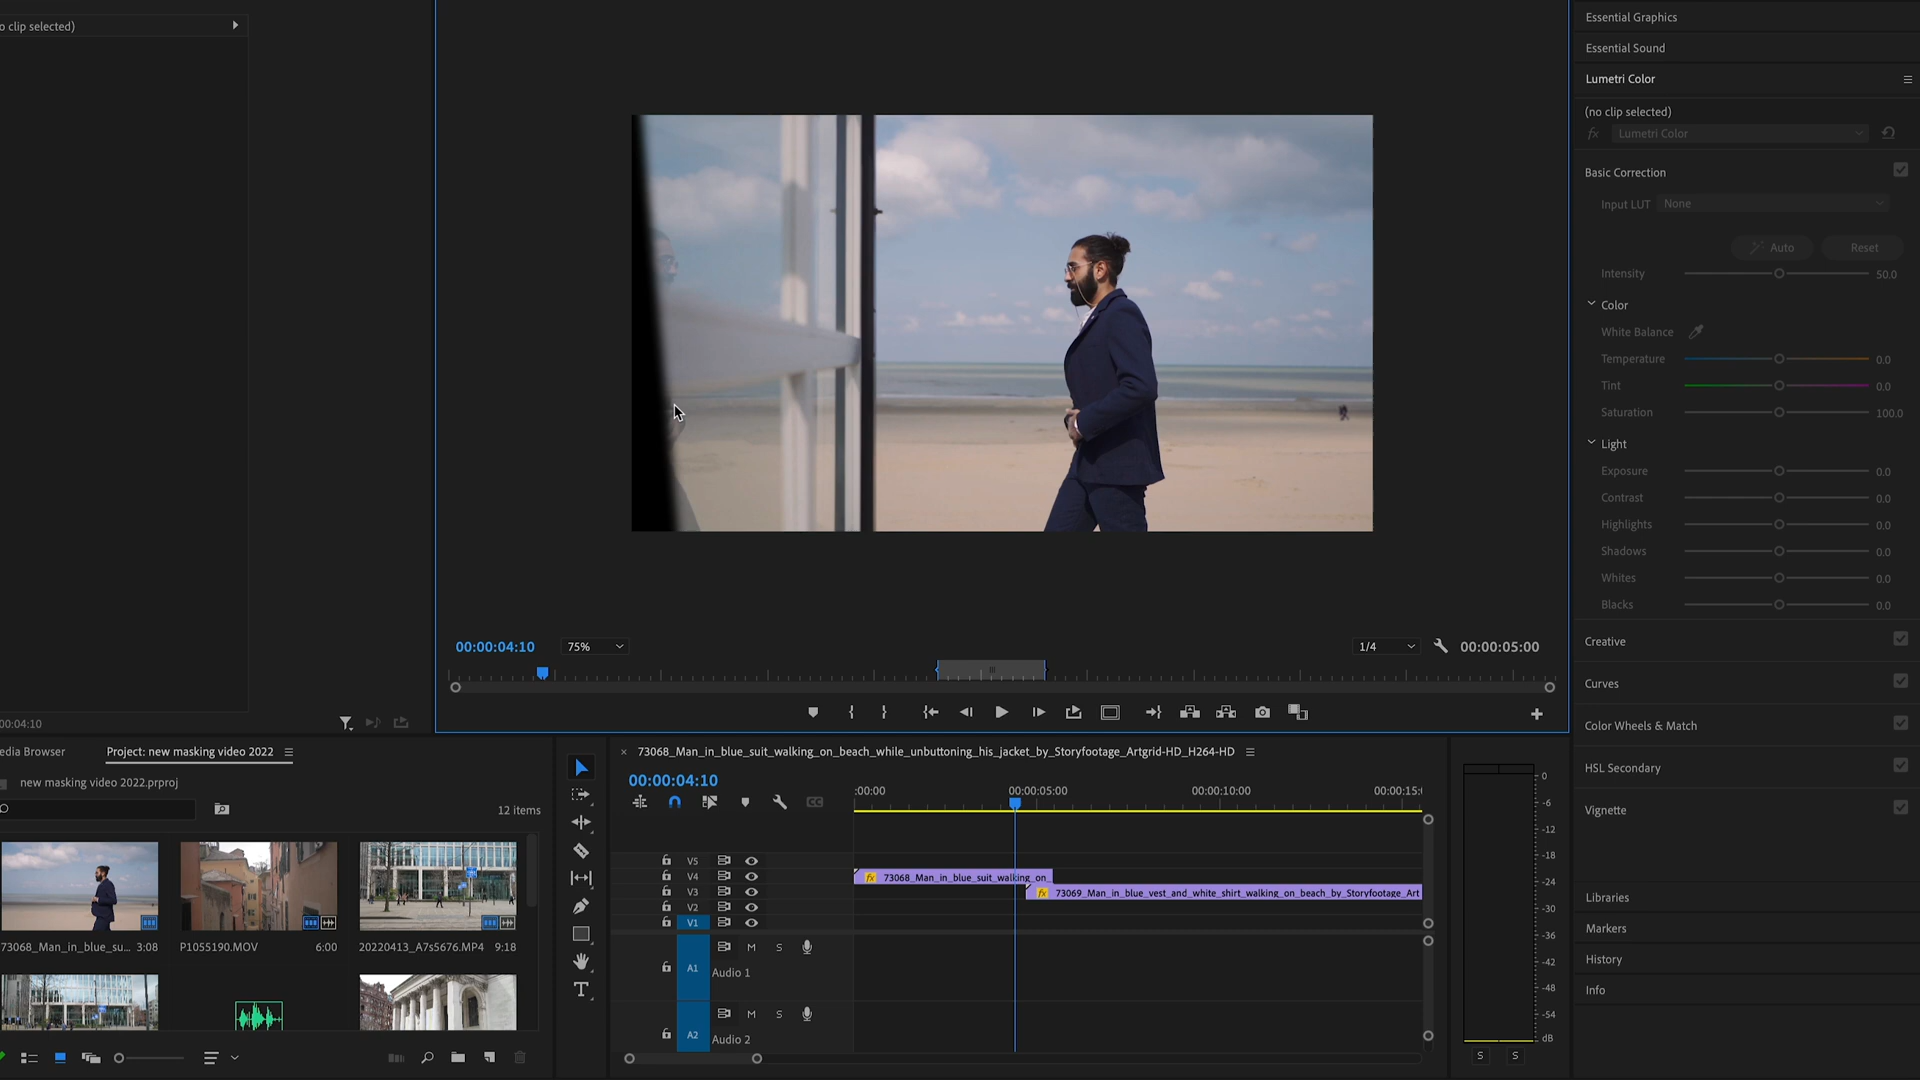 o clip selected)
Essential Graphics
Essential Sound
Lumetri Color
(no clip selected)
fx Lumetri Color
Basic Correction
Input LUT None
Auto Reset
Intensity 50.0
Color
White Balance
Temperature 0.0
Tint 0.0
Saturation 100.0
Light
Exposure 0.0
Contrast 0.0
Highlights 0.0
Shadows 0.0
Whites 0.0
Blacks 0.0
Creative
Curves
Color Wheels & Match
HSL Secondary
Vignette
Libraries
Markers
History
Info
00:00:04:10 75% 1/4 00:00:05:00
00:04:10
edia Browser Project: new masking video 2022
new masking video 2022.prproj
12 items
73068_Man_in_blue_su... 3:08 P1055190.MOV 6:00 20220413_A7s5676.MP4 9:18
× 73068_Man_in_blue_suit_walking_on_beach_while_unbuttoning_his_jacket_by_Storyfootage_Artgrid-HD_H264-HD
00:00:04:10
:00:00 00:00:05:00 00:00:10:00 00:00:15:
V5
V4 fx 73068_Man_in_blue_suit_walking_on_
V3 fx 73069_Man_in_blue_vest_and_white_shirt_walking_on_beach_by_Storyfootage_Art
V2
V1
A1 M S
Audio 1
A2 M S
Audio 2
0
-6
-12
-18
-24
-30
-36
-42
-48
-54
dB
S S